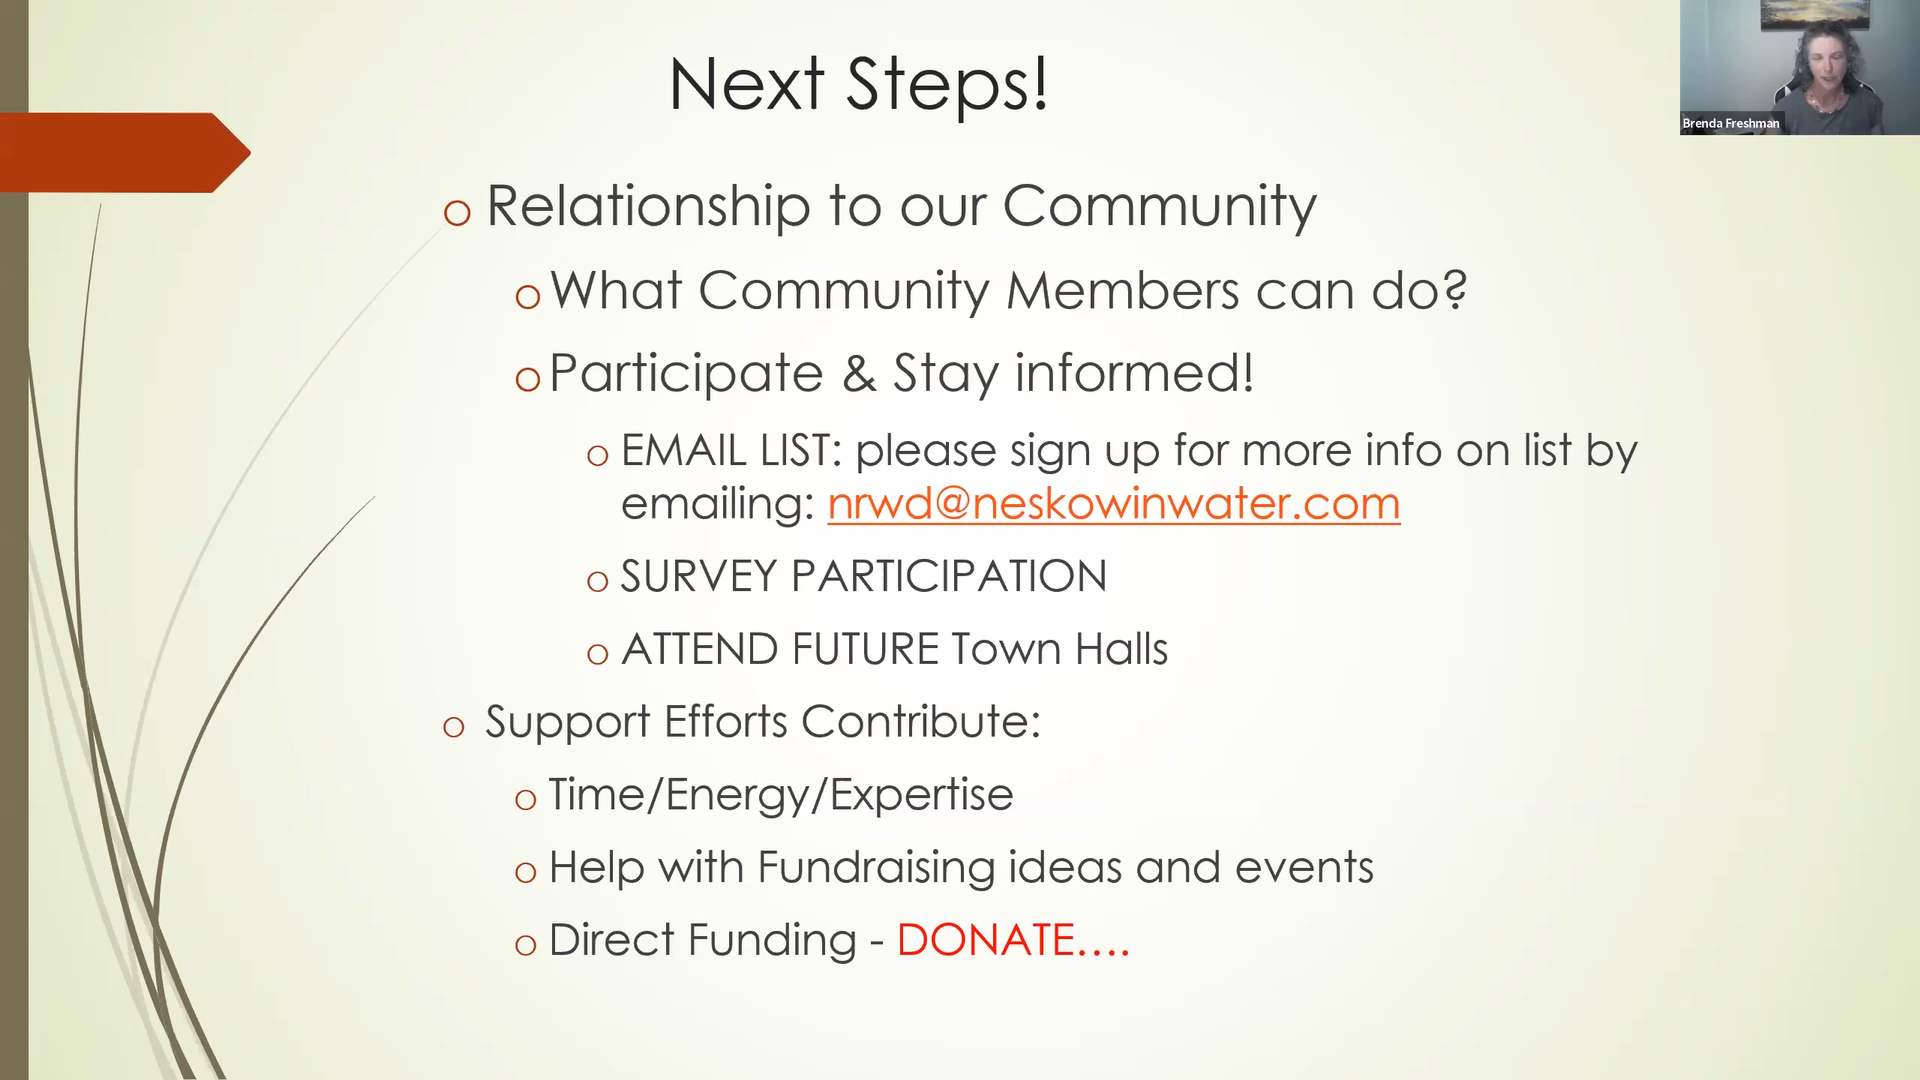 Next Steps!
Brenda Freshman
Relationship to our Community
What Community Members can do?
Participate & Stay informed!
EMAIL LIST: please sign up for more info on list by
emailing: nrwd@neskowinwater.com
SURVEY PARTICIPATION
ATTEND FUTURE Town Halls
Support Efforts Contribute:
Time/Energy/Expertise
Help with Fundraising ideas and events
Direct Funding - DONATE....